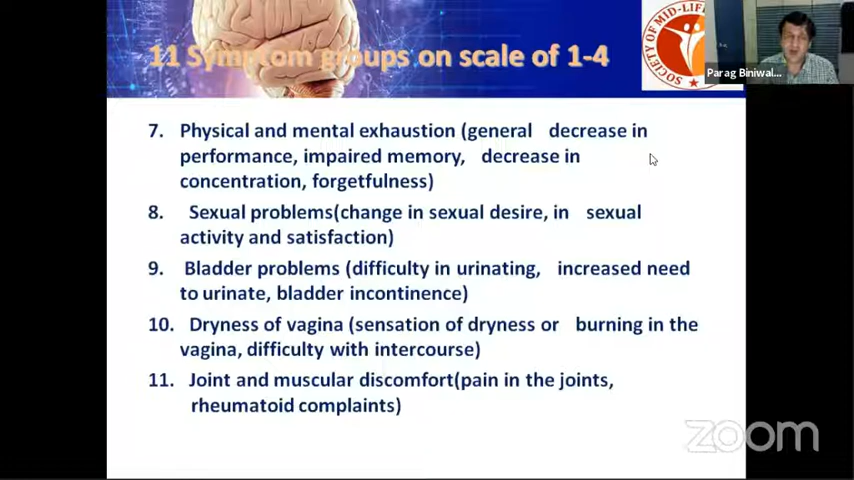 11 Symptom groups on scale of 1-4
SOCIETY OF MID-LIFE
Parag Biniwal...
7. Physical and mental exhaustion (general decrease in
performance, impaired memory, decrease in
concentration, forgetfulness)
8. Sexual problems(change in sexual desire, in sexual
activity and satisfaction)
9. Bladder problems (difficulty in urinating, increased need
to urinate, bladder incontinence)
10. Dryness of vagina (sensation of dryness or burning in the
vagina, difficulty with intercourse)
11. Joint and muscular discomfort(pain in the joints,
rheumatoid complaints)
zoom